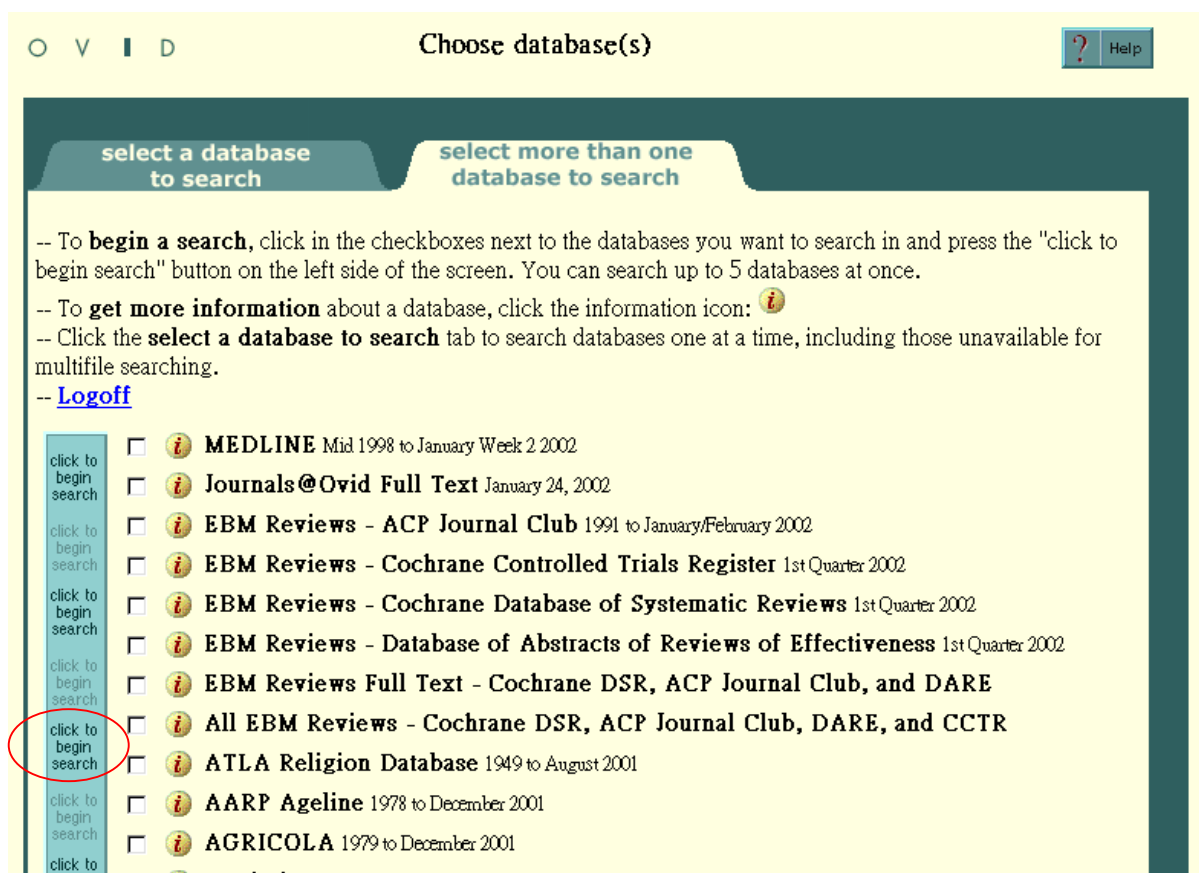 O V I D
Choose database(s)
? Help
select a database
to search
select more than one
database to search
-- To begin a search, click in the checkboxes next to the databases you want to search in and press the "click to
begin search" button on the left side of the screen. You can search up to 5 databases at once.
-- To get more information about a database, click the information icon: i
-- Click the select a database to search tab to search databases one at a time, including those unavailable for
multifile searching.
-- Logoff
click to
begin
search
click to
begin
search
click to
begin
search
click to
begin
search
click to
begin
search
click to
begin
search
click to
i MEDLINE Mid 1998 to January Week 2 2002
i Journals@Ovid Full Text January 24, 2002
i EBM Reviews - ACP Journal Club 1991 to January/February 2002
i EBM Reviews - Cochrane Controlled Trials Register 1st Quarter 2002
i EBM Reviews - Cochrane Database of Systematic Reviews 1st Quarter 2002
i EBM Reviews - Database of Abstracts of Reviews of Effectiveness 1st Quarter 2002
i EBM Reviews Full Text - Cochrane DSR, ACP Journal Club, and DARE
i All EBM Reviews - Cochrane DSR, ACP Journal Club, DARE, and CCTR
i ATLA Religion Database 1949 to August 2001
i AARP Ageline 1978 to December 2001
i AGRICOLA 1979 to December 2001